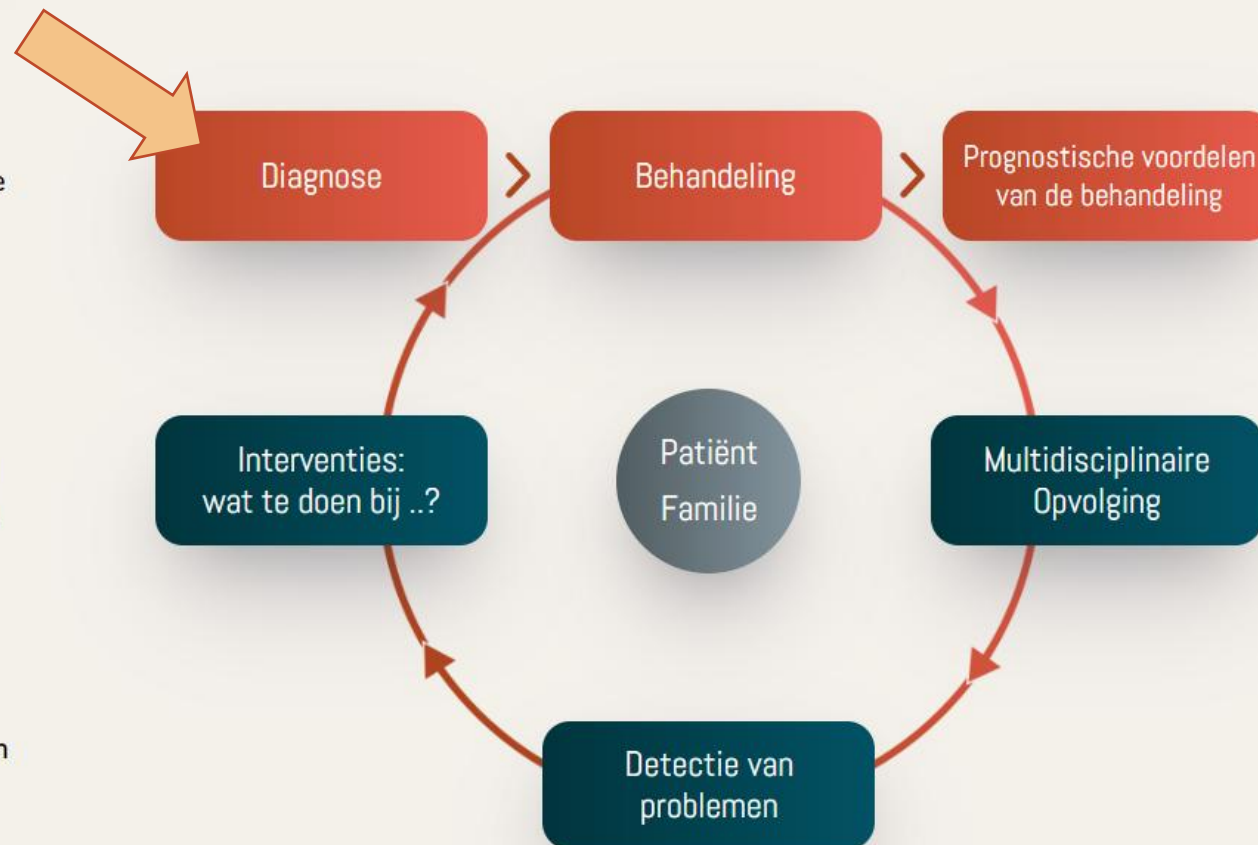 Diagnose
Behandeling
Prognostische voordelen
van de behandeling
Interventies:
wat te doen bij ..?
Patiënt
Familie
Multidisciplinaire
Opvolging
Detectie van
problemen